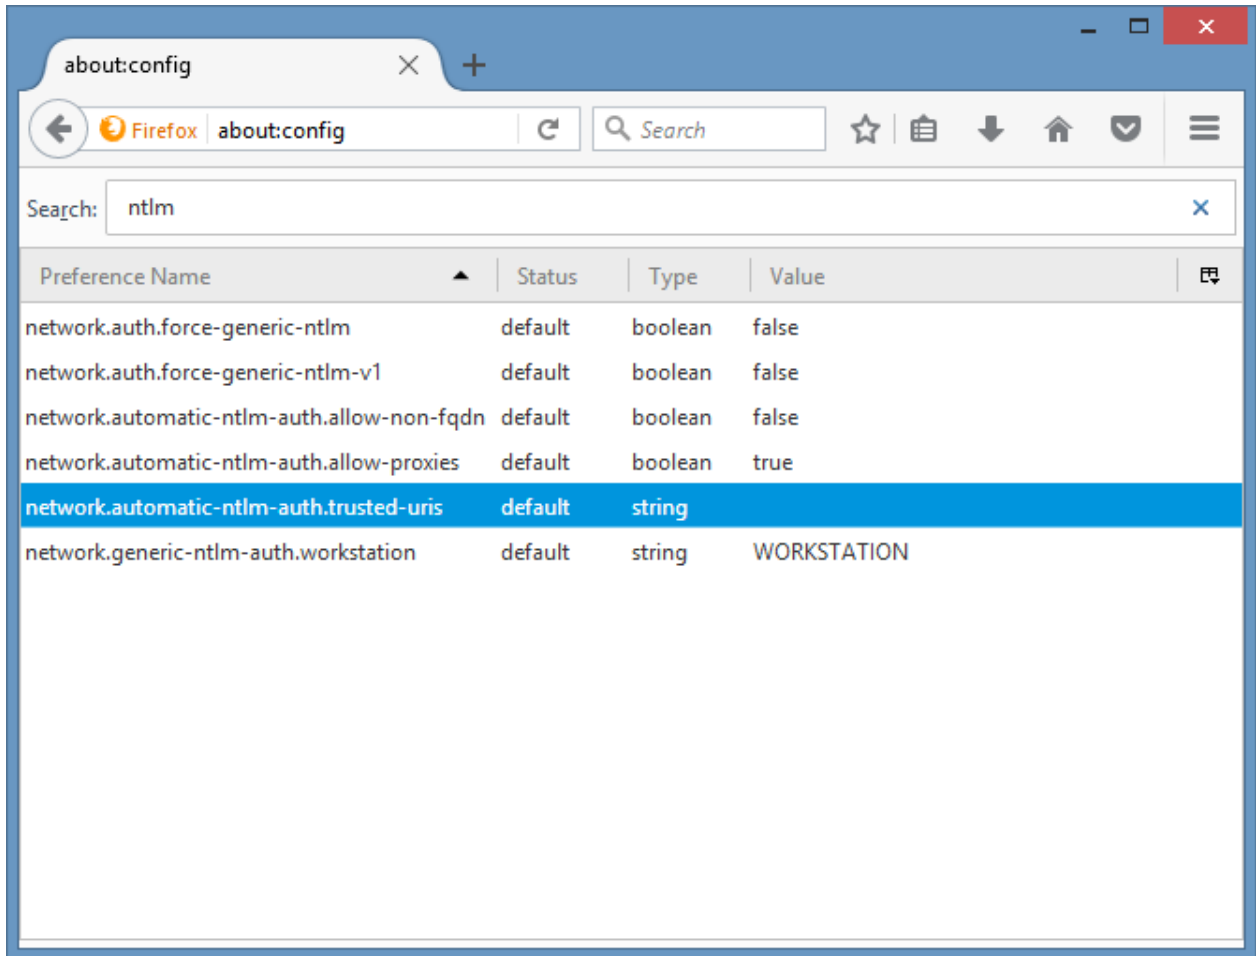 about:config
Firefox about:config Search
Search: ntlm
Preference Name Status Type Value
network.auth.force-generic-ntlm default boolean false
network.auth.force-generic-ntlm-v1 default boolean false
network.automatic-ntlm-auth.allow-non-fqdn default boolean false
network.automatic-ntlm-auth.allow-proxies default boolean true
network.automatic-ntlm-auth.trusted-uris default string
network.generic-ntlm-auth.workstation default string WORKSTATION